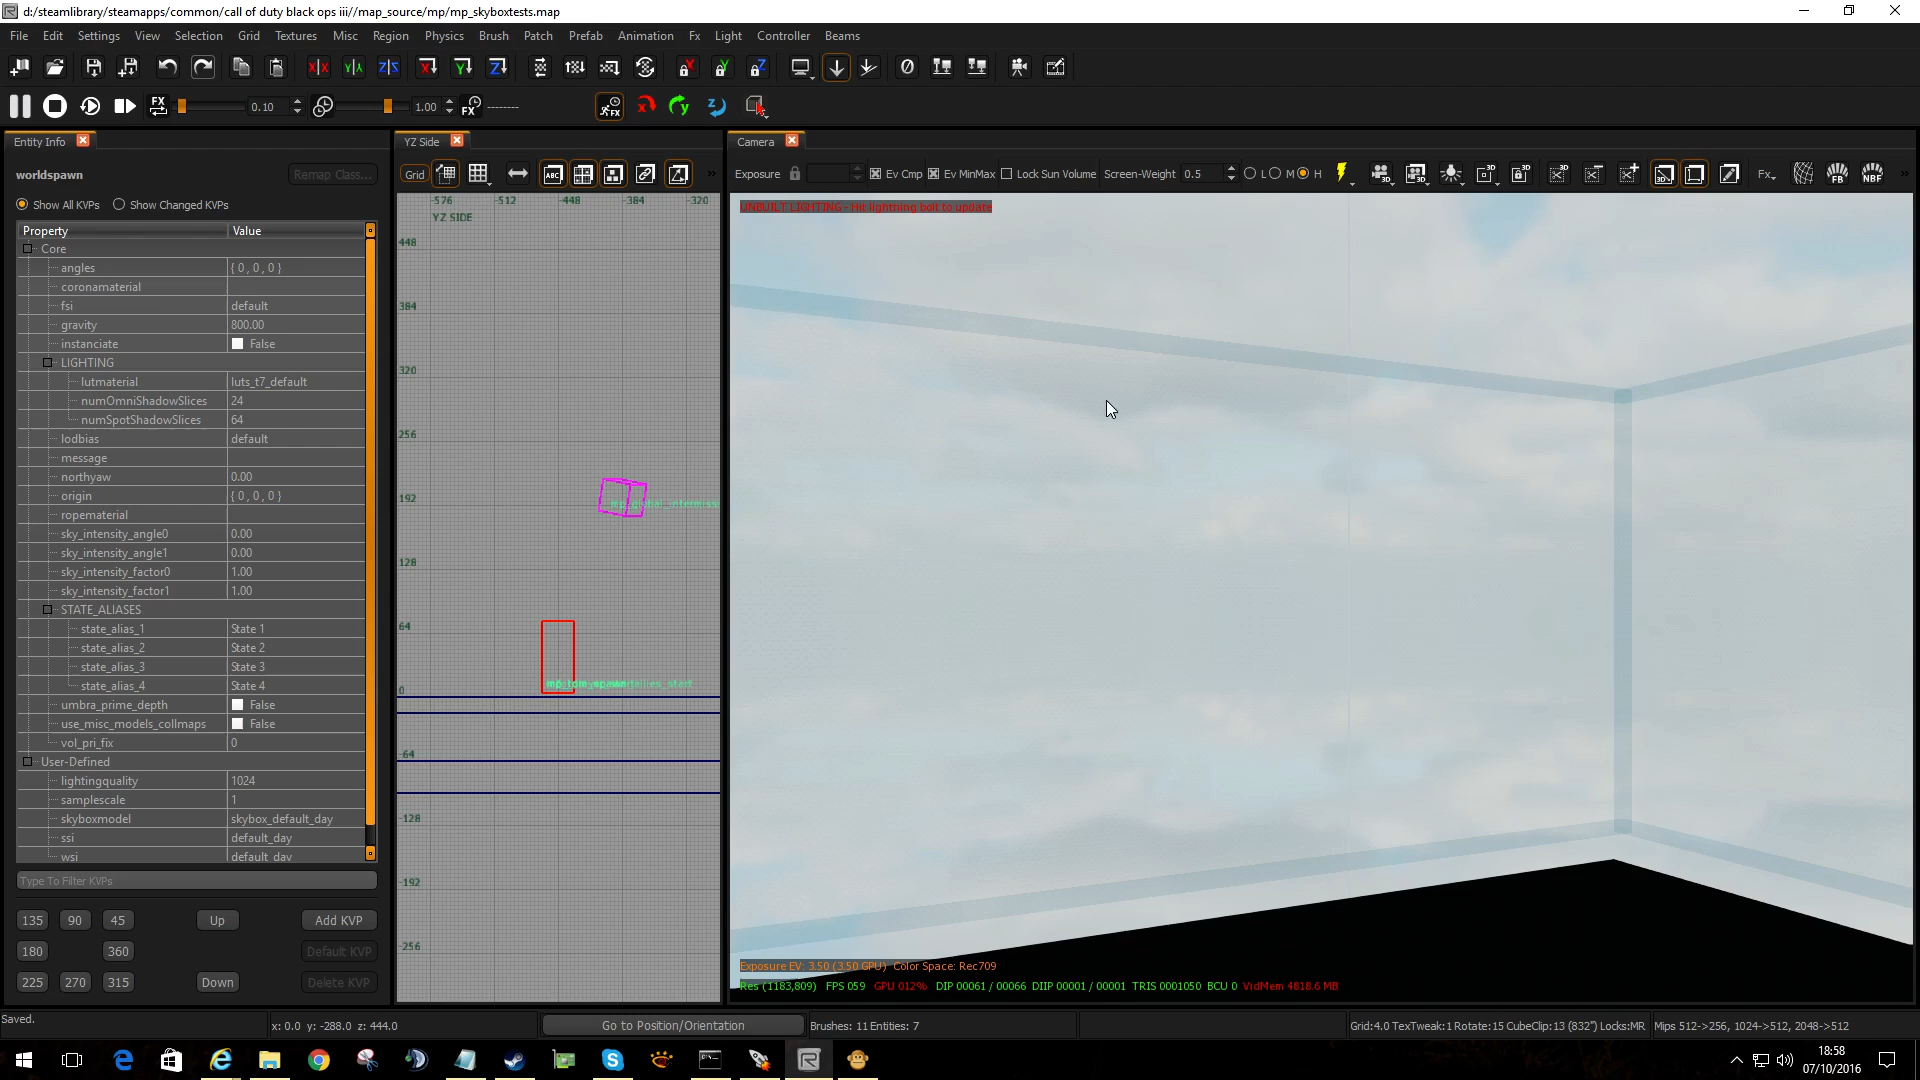 d:/steamlibrary/steamapps/common/call of duty black ops iii//map_source/mp/mp_skyboxtests.map
File Edit Settings View Selection Grid Textures Misc Region Physics Brush Patch Prefab Animation Fx Light Controller Beams
FX 0.10 1.00 FX --------
Entity Info
YZ Side
Camera
worldspawn
Remap Class...
Show All KVPs
Show Changed KVPs
Property Value
Core
angles { 0 , 0 , 0 }
coronamaterial
fsi default
gravity 800.00
instanciate False
LIGHTING
lutmaterial luts_t7_default
numOmniShadowSlices 24
numSpotShadowSlices 64
lodbias default
message
northyaw 0.00
origin { 0 , 0 , 0 }
ropematerial
sky_intensity_angle0 0.00
sky_intensity_angle1 0.00
sky_intensity_factor0 1.00
sky_intensity_factor1 1.00
STATE_ALIASES
state_alias_1 State 1
state_alias_2 State 2
state_alias_3 State 3
state_alias_4 State 4
umbra_prime_depth False
use_misc_models_collmaps False
vol_pri_fix 0
User-Defined
lightingquality 1024
samplescale 1
skyboxmodel skybox_default_day
ssi default_day
wsi default_day
Type To Filter KVPs
135 90 45 Up Add KVP
180 360 Default KVP
225 270 315 Down Delete KVP
Grid ABC
-576 -512 -448 -384 -320
YZ SIDE
448
384
320
256
192
128
64
0
-64
-128
-192
-256
Exposure Ev Cmp Ev MinMax Lock Sun Volume Screen-Weight 0.5 L M H Fx FB NBF
UNBUILT LIGHTING - Hit lightning bolt to update
Exposure EV: 3.50 (3.50 GPU) Color Space: Rec709
Res (1183,809) FPS 059 GPU 012% DIP 00061 / 00066 DIIP 00001 / 00001 TRIS 0001050 BCU 0 VidMem 4818.6 MB
Saved.
x: 0.0 y: -288.0 z: 444.0
Go to Position/Orientation
Brushes: 11 Entities: 7
Grid:4.0 TexTweak:1 Rotate:15 CubeClip:13 (832") Locks:MR
Mips 512->256, 1024->512, 2048->512
18:58
07/10/2016